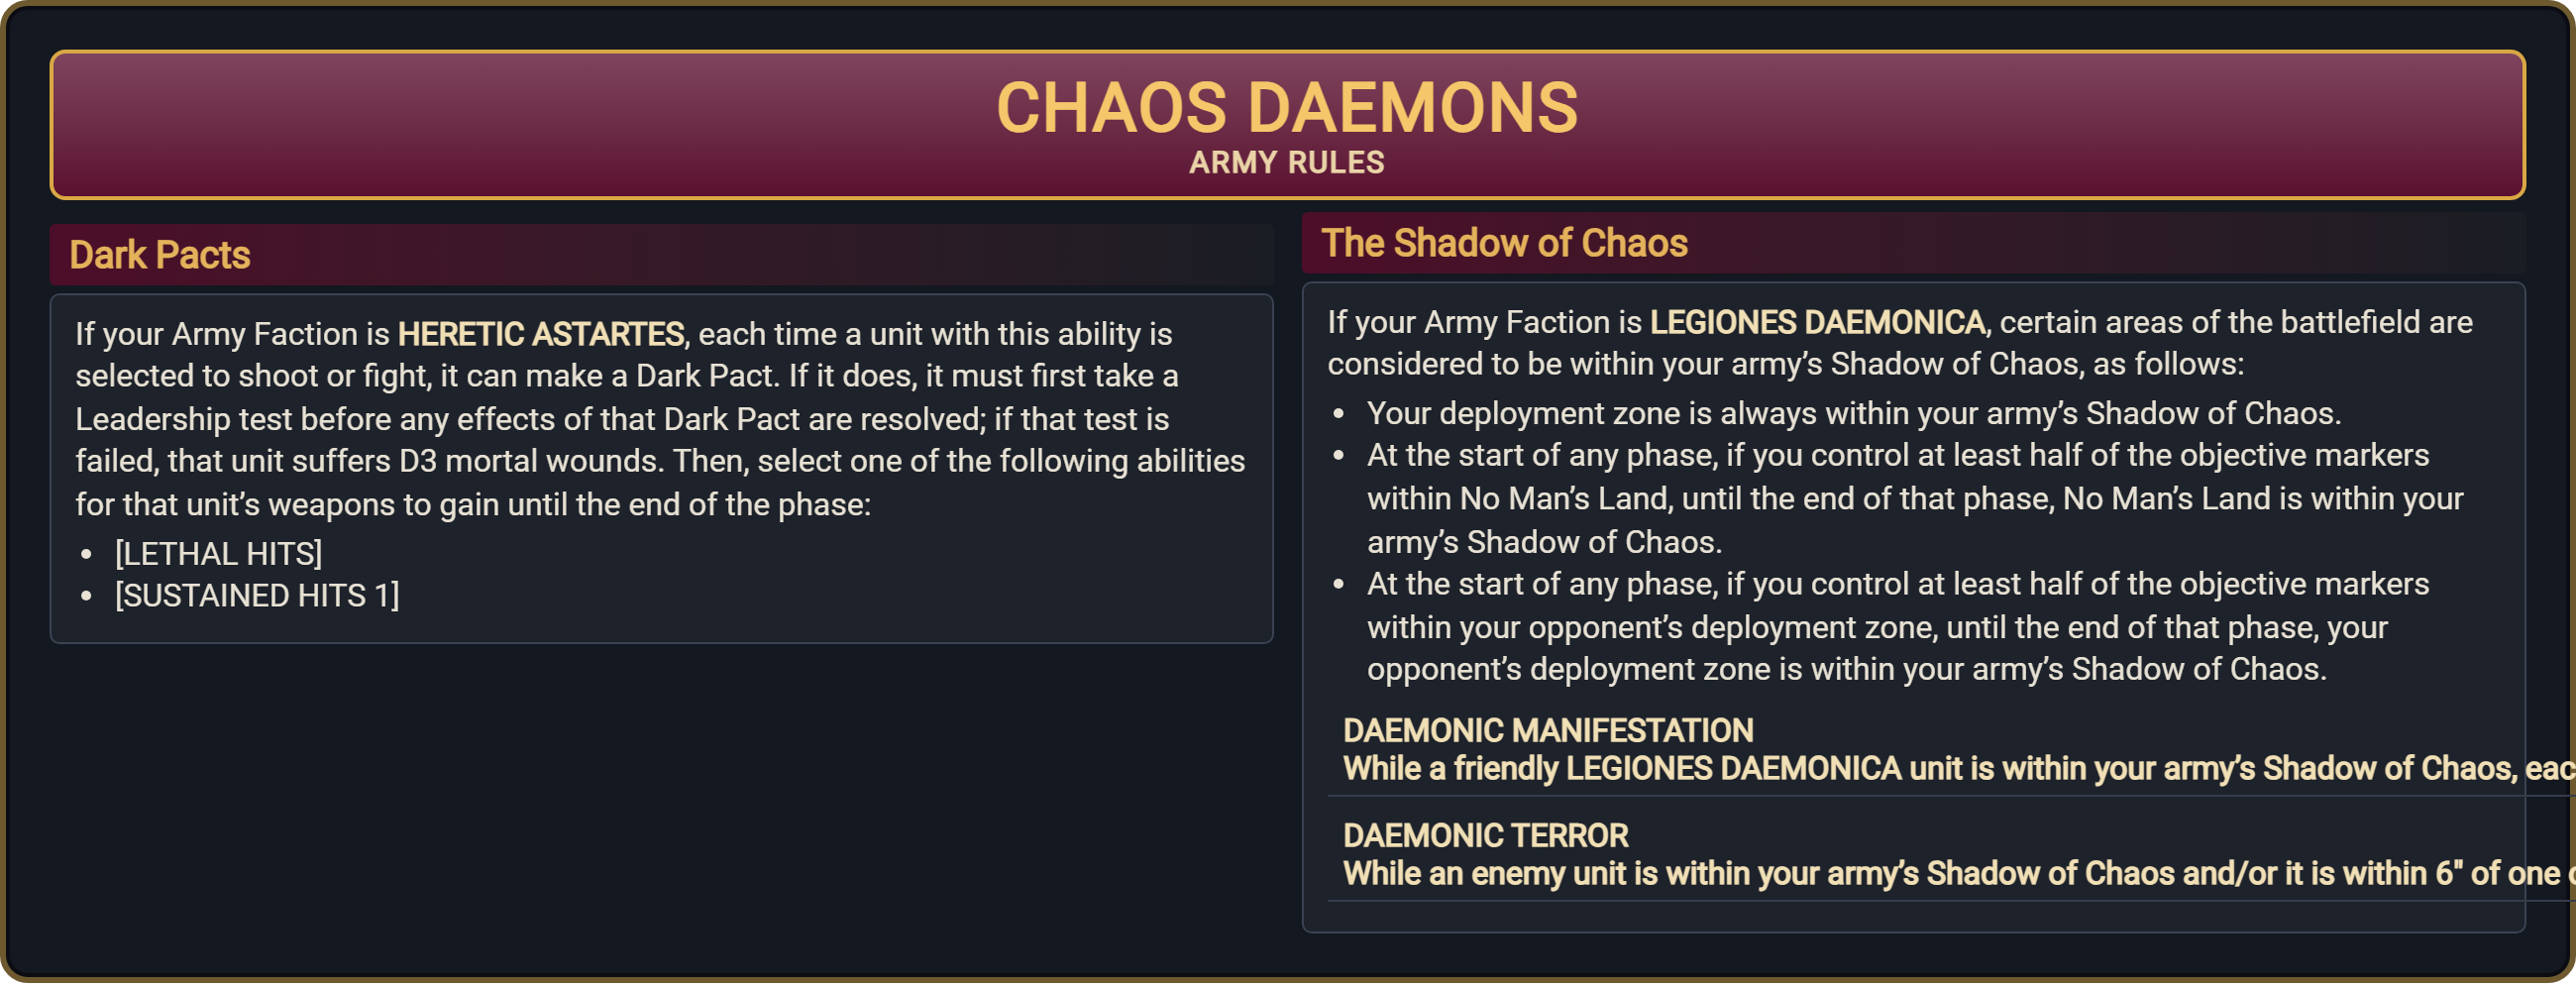 CHAOS DAEMONS
ARMY RULES
Dark Pacts
If your Army Faction is HERETIC ASTARTES, each time a unit with this ability is
selected to shoot or fight, it can make a Dark Pact. If it does, it must first take a
Leadership test before any effects of that Dark Pact are resolved; if that test is
failed, that unit suffers D3 mortal wounds. Then, select one of the following abilities
for that unit’s weapons to gain until the end of the phase:
• [LETHAL HITS]
• [SUSTAINED HITS 1]
The Shadow of Chaos
If your Army Faction is LEGIONES DAEMONICA, certain areas of the battlefield are
considered to be within your army’s Shadow of Chaos, as follows:
• Your deployment zone is always within your army’s Shadow of Chaos.
• At the start of any phase, if you control at least half of the objective markers
within No Man’s Land, until the end of that phase, No Man’s Land is within your
army’s Shadow of Chaos.
• At the start of any phase, if you control at least half of the objective markers
within your opponent’s deployment zone, until the end of that phase, your
opponent’s deployment zone is within your army’s Shadow of Chaos.
DAEMONIC MANIFESTATION
While a friendly LEGIONES DAEMONICA unit is within your army’s Shadow of Chaos,
DAEMONIC TERROR
While an enemy unit is within your army’s Shadow of Chaos and/or it is within 6" of one